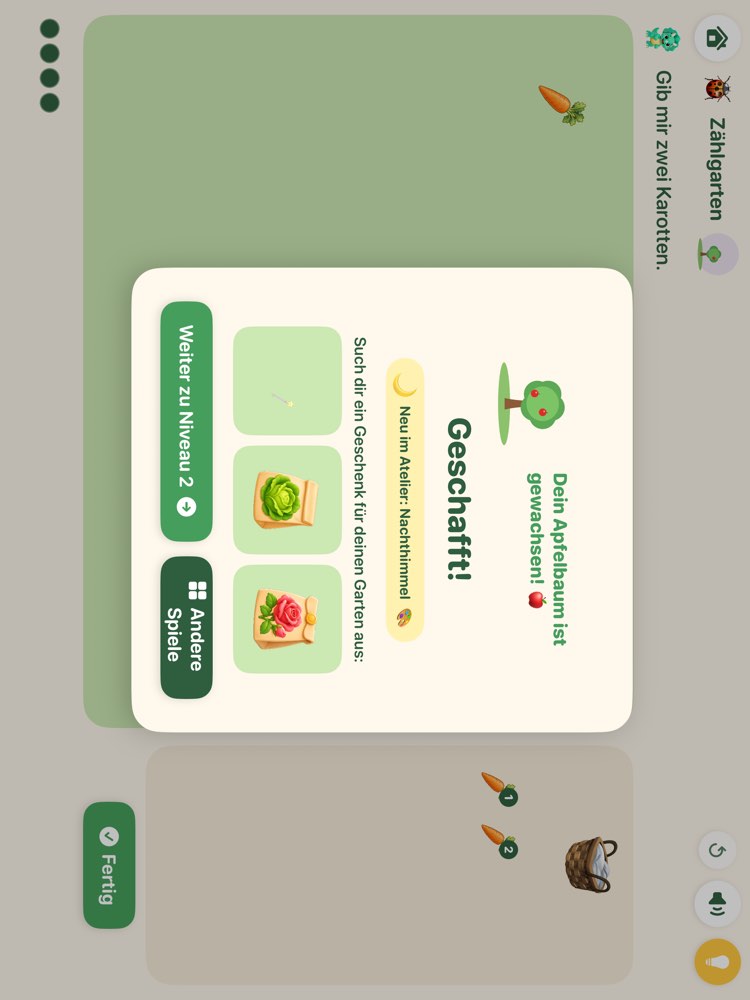 Zählgarten
Gib mir zwei Karotten.
Dein Apfelbaum ist
gewachsen!
Geschafft!
Neu im Atelier: Nachthimmel
Such dir ein Geschenk für deinen Garten aus:
Weiter zu Niveau 2
Andere
Spiele
1
2
Fertig